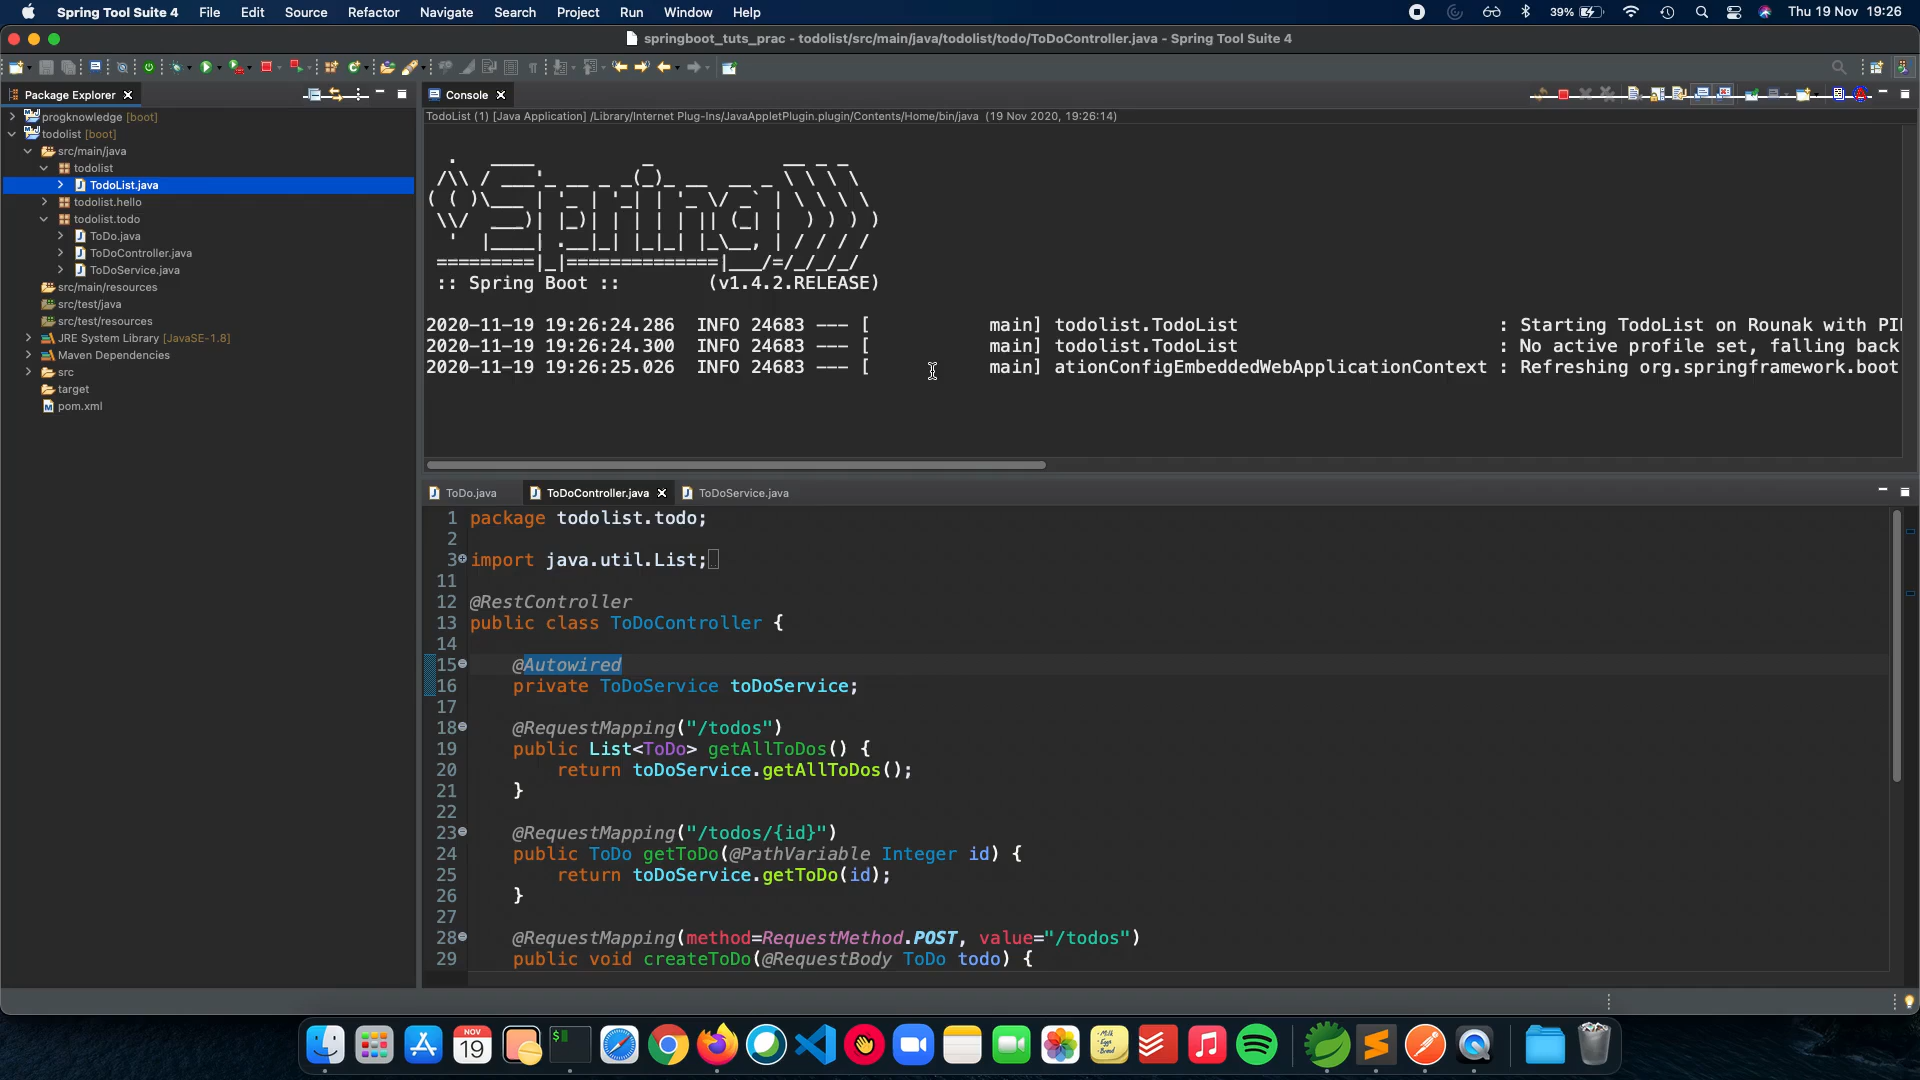 Spring Tool Suite 4 File Edit Source Refactor Navigate Search Project Run Window Help 39% Thu 19 Nov 19:26
springboot_tuts_prac - todolist/src/main/java/todolist/todo/ToDoController.java - Spring Tool Suite 4
Package Explorer
progknowledge [boot]
todolist [boot]
src/main/java
todolist
TodoList.java
todolist.hello
todolist.todo
ToDo.java
ToDoController.java
ToDoService.java
src/main/resources
src/test/java
src/test/resources
JRE System Library [JavaSE-1.8]
Maven Dependencies
src
target
pom.xml
Console
TodoList (1) [Java Application] /Library/Internet Plug-Ins/JavaAppletPlugin.plugin/Contents/Home/bin/java (19 Nov 2020, 19:26:14)
Spring
:: Spring Boot :: (v1.4.2.RELEASE)
2020-11-19 19:26:24.286 INFO 24683 --- [ main] todolist.TodoList : Starting TodoList on Rounak with PI
2020-11-19 19:26:24.300 INFO 24683 --- [ main] todolist.TodoList : No active profile set, falling back
2020-11-19 19:26:25.026 INFO 24683 --- [ main] ationConfigEmbeddedWebApplicationContext : Refreshing org.springframework.boot
ToDo.java ToDoController.java ToDoService.java
1 package todolist.todo;
2
3 import java.util.List;
11
12 @RestController
13 public class ToDoController {
14
15 @Autowired
16 private ToDoService toDoService;
17
18 @RequestMapping("/todos")
19 public List<ToDo> getAllToDos() {
20 return toDoService.getAllToDos();
21 }
22
23 @RequestMapping("/todos/{id}")
24 public ToDo getToDo(@PathVariable Integer id) {
25 return toDoService.getToDo(id);
26 }
27
28 @RequestMapping(method=RequestMethod.POST, value="/todos")
29 public void createToDo(@RequestBody ToDo todo) {
NOV
19